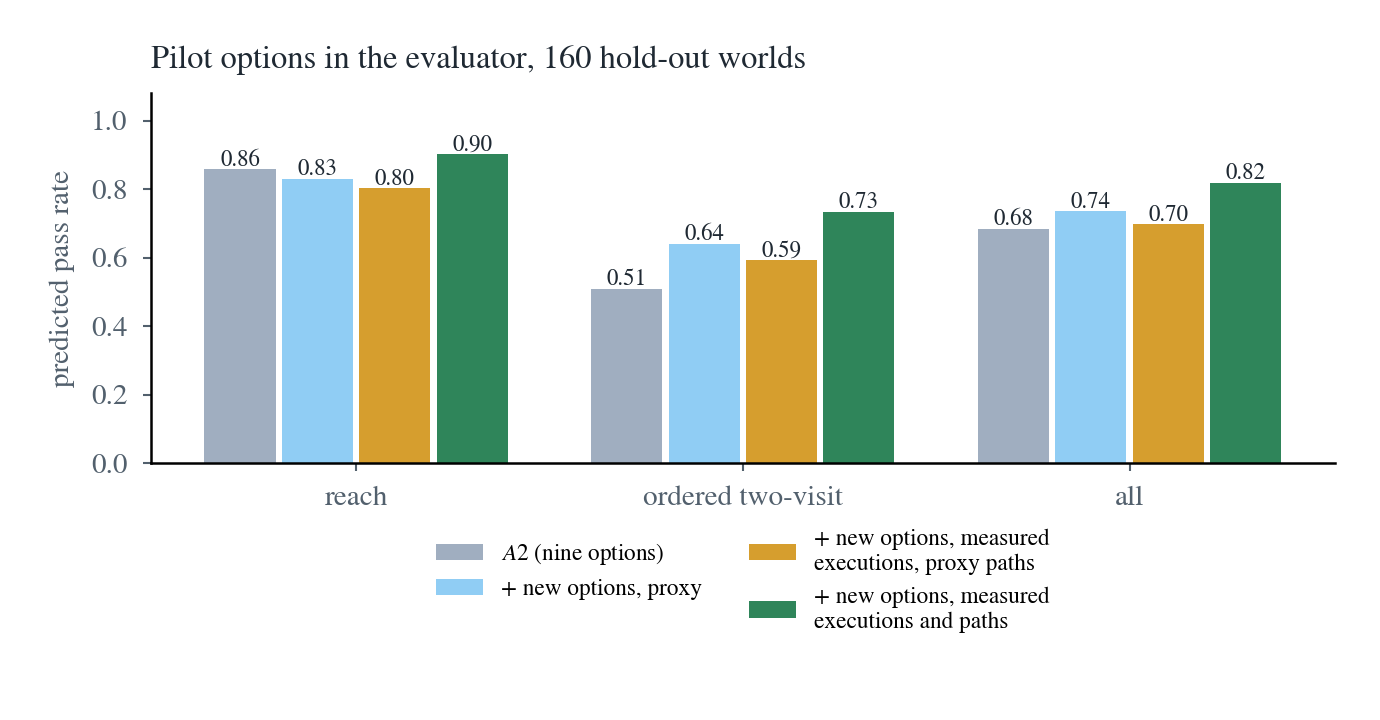 Pilot options in the evaluator, 160 hold-out worlds
predicted pass rate
1.0
0.8
0.6
0.4
0.2
0.0
0.86
0.83
0.80
0.90
0.51
0.64
0.59
0.73
0.68
0.74
0.70
0.82
reach
ordered two-visit
all
A2 (nine options)
+ new options, proxy
+ new options, measured
executions, proxy paths
+ new options, measured
executions and paths